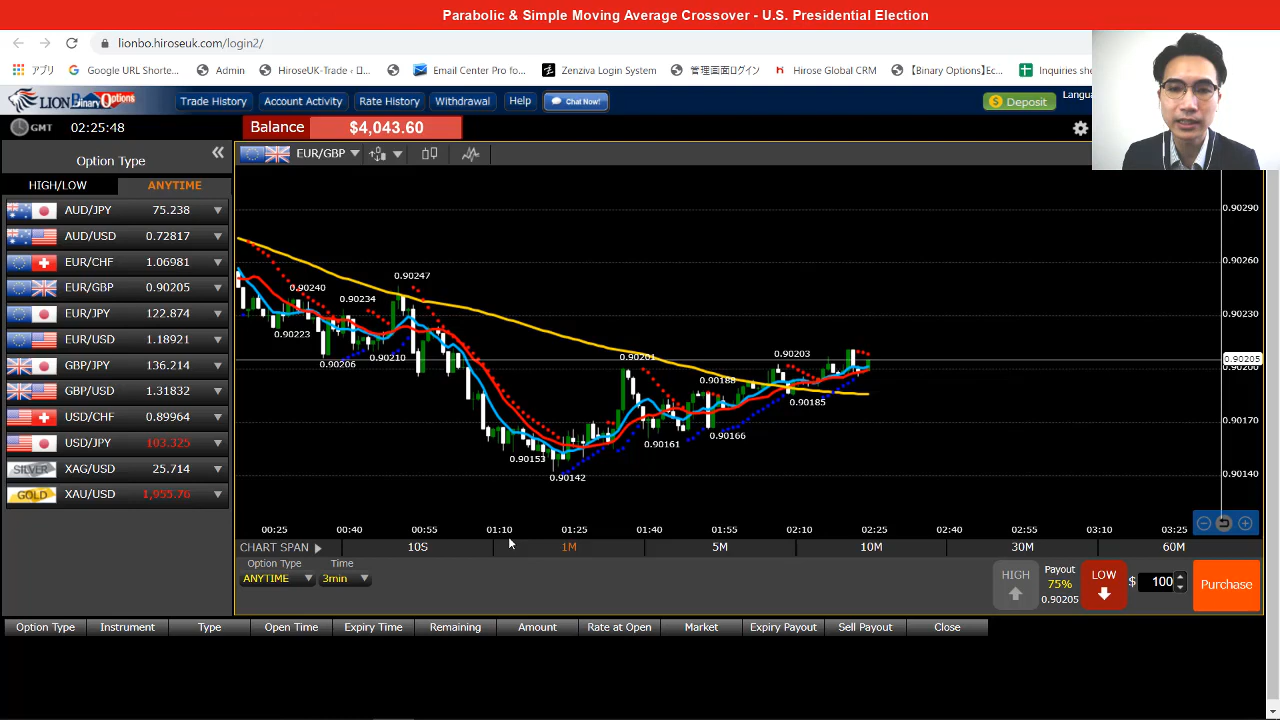 Parabolic & Simple Moving Average Crossover - U.S. Presidential Election
lionbo.hiroseuk.com/login2/
アプリ Google URL Shorte... Admin HiroseUK-Trade ‹ ロ... Email Center Pro fo... Zenziva Login System 管理画面ログイン Hirose Global CRM 【Binary Options】Ec... Inquiries she
LION Binary Options Trade History Account Activity Rate History Withdrawal Help Chat Now! $ Deposit Langua
GMT 02:25:48 Balance $4,043.60
Option Type EUR/GBP
HIGH/LOW ANYTIME
AUD/JPY 75.238
AUD/USD 0.72817
EUR/CHF 1.06981
EUR/GBP 0.90205
EUR/JPY 122.874
EUR/USD 1.18921
GBP/JPY 136.214
GBP/USD 1.31832
USD/CHF 0.89964
USD/JPY 103.325
SILVER XAG/USD 25.714
GOLD XAU/USD 1,955.76
0.90290
0.90260
0.90230
0.90205
0.90200
0.90170
0.90140
0.90247
0.90240
0.90234
0.90223
0.90210
0.90206
0.90201
0.90203
0.90188
0.90185
0.90166
0.90161
0.90153
0.90142
00:25 00:40 00:55 01:10 01:25 01:40 01:55 02:10 02:25 02:40 02:55 03:10 03:25
CHART SPAN 10S 1M 5M 10M 30M 60M
Option Type Time
ANYTIME 3min
HIGH Payout LOW $ 100 Purchase
75%
0.90205
Option Type Instrument Type Open Time Expiry Time Remaining Amount Rate at Open Market Expiry Payout Sell Payout Close